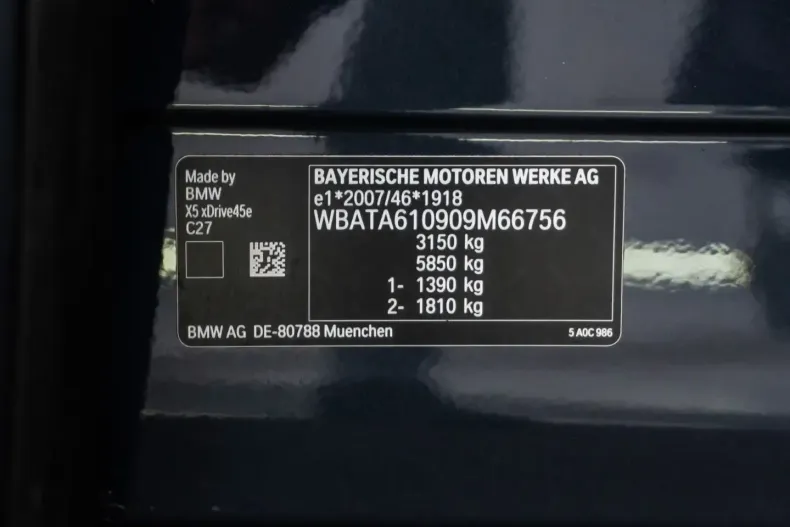 Made by
BMW
X5 xDrive45e
C27
BAYERISCHE MOTOREN WERKE AG
e1*2007/46*1918
WBATA610909M66756
3150 kg
5850 kg
1- 1390 kg
2- 1810 kg
BMW AG DE-80788 Muenchen
5 A0C 986